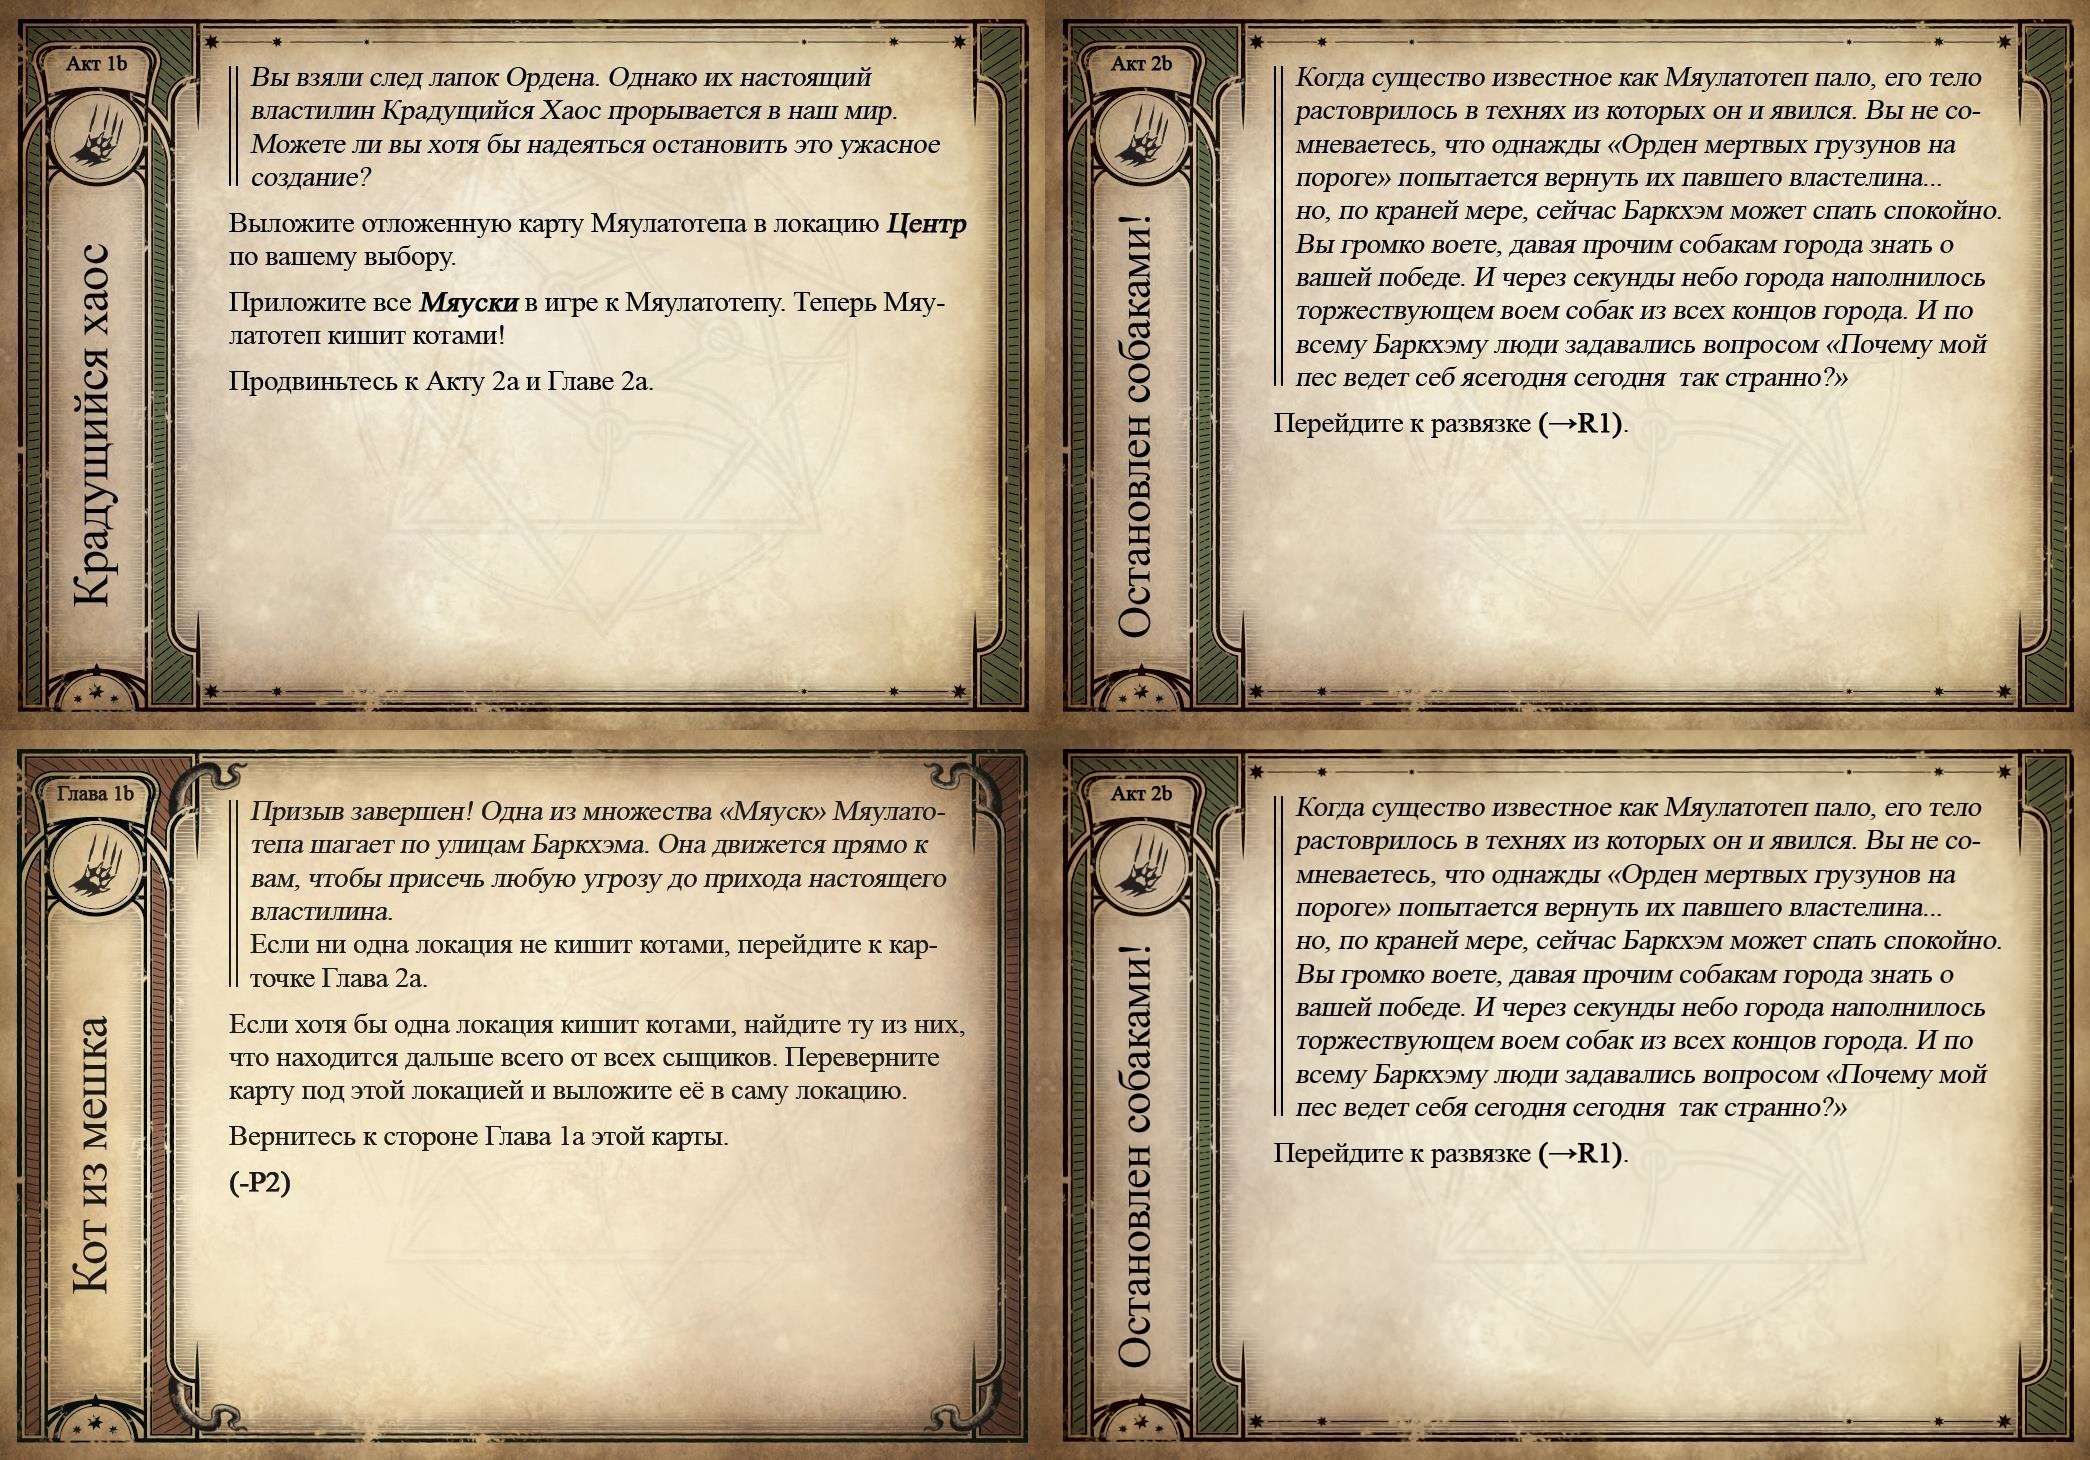 Акт 1b
Крадущийся хаос
Вы взяли след лапок Ордена. Однако их настоящий
властилин Крадущийся Хаос прорывается в наш мир.
Можете ли вы хотя бы надеяться остановить это ужасное
создание?
Выложите отложенную карту Мяулатотепа в локацию Центр
по вашему выбору.
Приложите все Мяуски в игре к Мяулатотепу. Теперь Мяу-
латотеп кишит котами!
Продвиньтесь к Акту 2а и Главе 2а.
Акт 2b
Остановлен собаками!
Когда существо известное как Мяулатотеп пало, его тело
растоврилось в технях из которых он и явился. Вы не со-
мневаетесь, что однажды «Орден мертвых грузунов на
пороге» попытается вернуть их павшего властелина...
но, по краней мере, сейчас Баркхэм может спать спокойно.
Вы громко воете, давая прочим собакам города знать о
вашей победе. И через секунды небо города наполнилось
торжествующем воем собак из всех концов города. И по
всему Баркхэму люди задавались вопросом «Почему мой
пес ведет себ ясегодня сегодня  так странно?»
Перейдите к развязке (→R1).
Глава 1b
Кот из мешка
Призыв завершен! Одна из множества «Мяуск» Мяулато-
тепа шагает по улицам Баркхэма. Она движется прямо к
вам, чтобы присечь любую угрозу до прихода настоящего
властилина.
Если ни одна локация не кишит котами, перейдите к кар-
точке Глава 2а.
Если хотя бы одна локация кишит котами, найдите ту из них,
что находится дальше всего от всех сыщиков. Переверните
карту под этой локацией и выложите её в саму локацию.
Вернитесь к стороне Глава 1а этой карты.
(-P2)
Акт 2b
Остановлен собаками!
Когда существо известное как Мяулатотеп пало, его тело
растоврилось в технях из которых он и явился. Вы не со-
мневаетесь, что однажды «Орден мертвых грузунов на
пороге» попытается вернуть их павшего властелина...
но, по краней мере, сейчас Баркхэм может спать спокойно.
Вы громко воете, давая прочим собакам города знать о
вашей победе. И через секунды небо города наполнилось
торжествующем воем собак из всех концов города. И по
всему Баркхэму люди задавались вопросом «Почему мой
пес ведет себя сегодня сегодня  так странно?»
Перейдите к развязке (→R1).